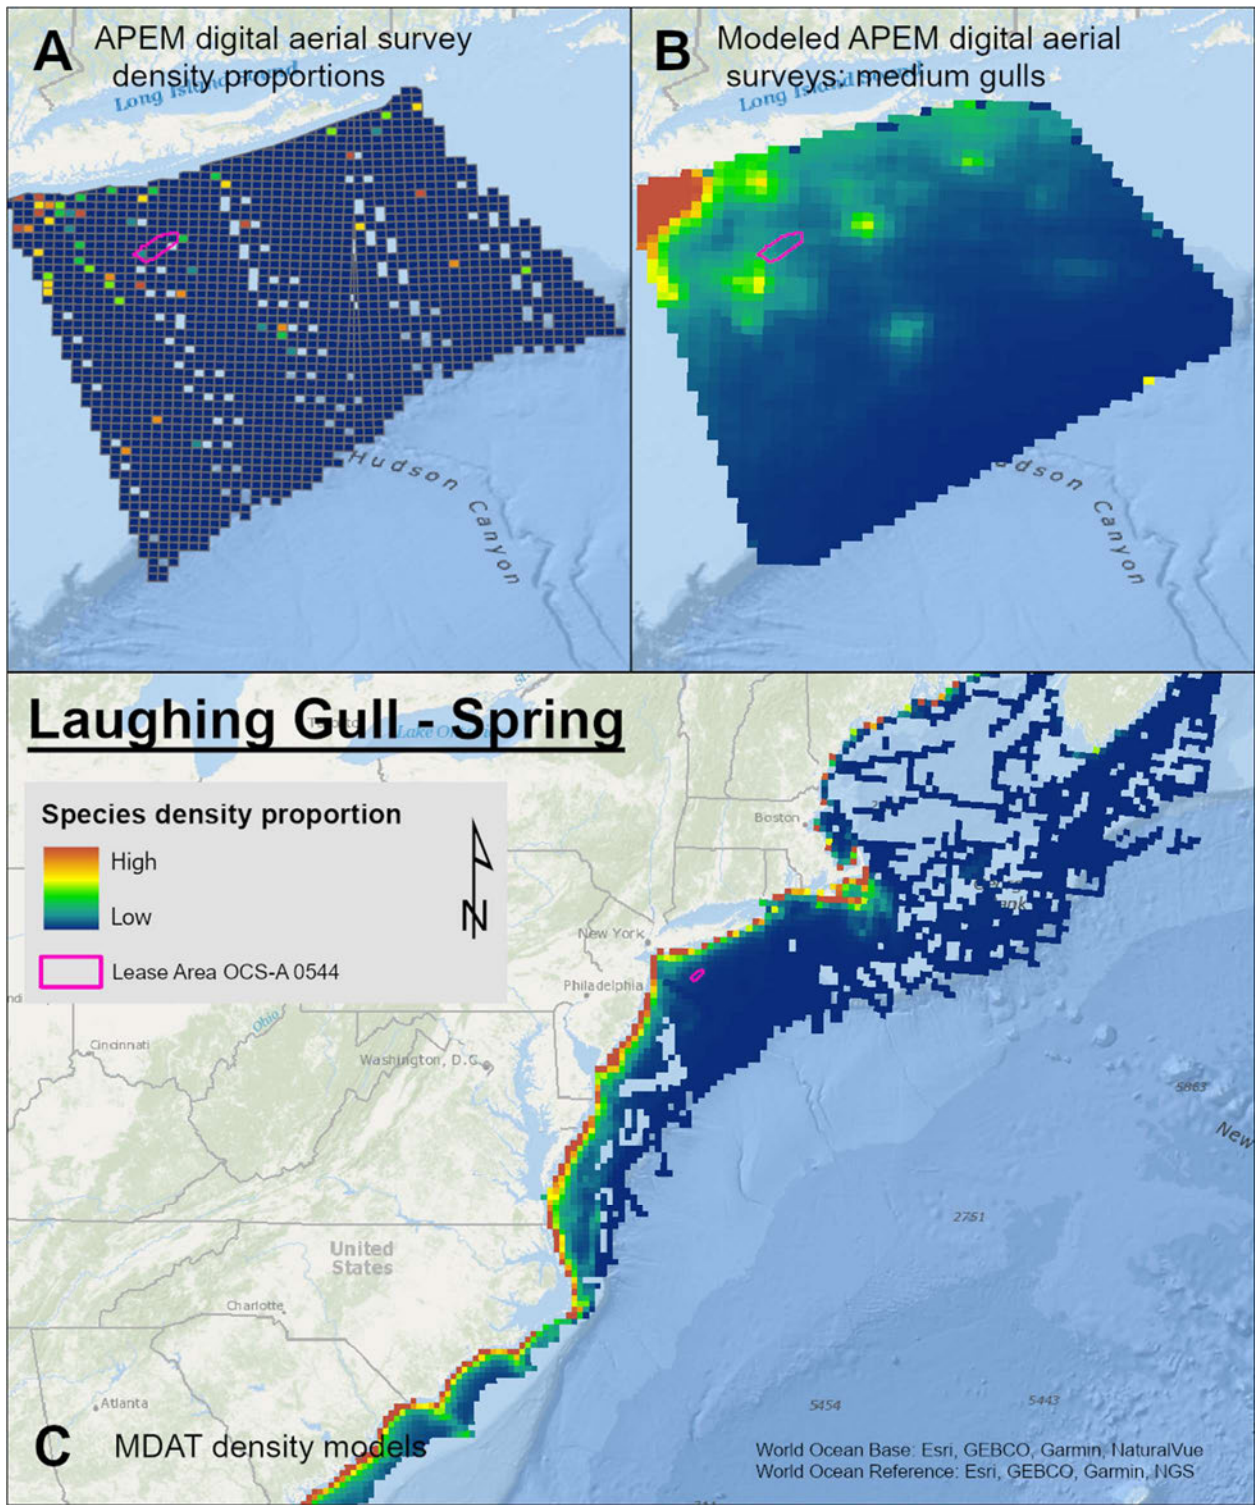 A
APEM digital aerial survey
density proportions
Long Island Sound
Hudson Canyon
B
Modeled APEM digital aerial
surveys: medium gulls
Long Island Sound
Hudson Canyon
Laughing Gull - Spring
Species density proportion
High
Low
N
Lease Area OCS-A 0544
Boston
New York
Philadelphia
Ohio
Cincinnati
Washington, D.C.
5863
New
2751
United
States
Charlotte
Atlanta
5454
5443
C
MDAT density models
World Ocean Base: Esri, GEBCO, Garmin, NaturalVue
World Ocean Reference: Esri, GEBCO, Garmin, NGS